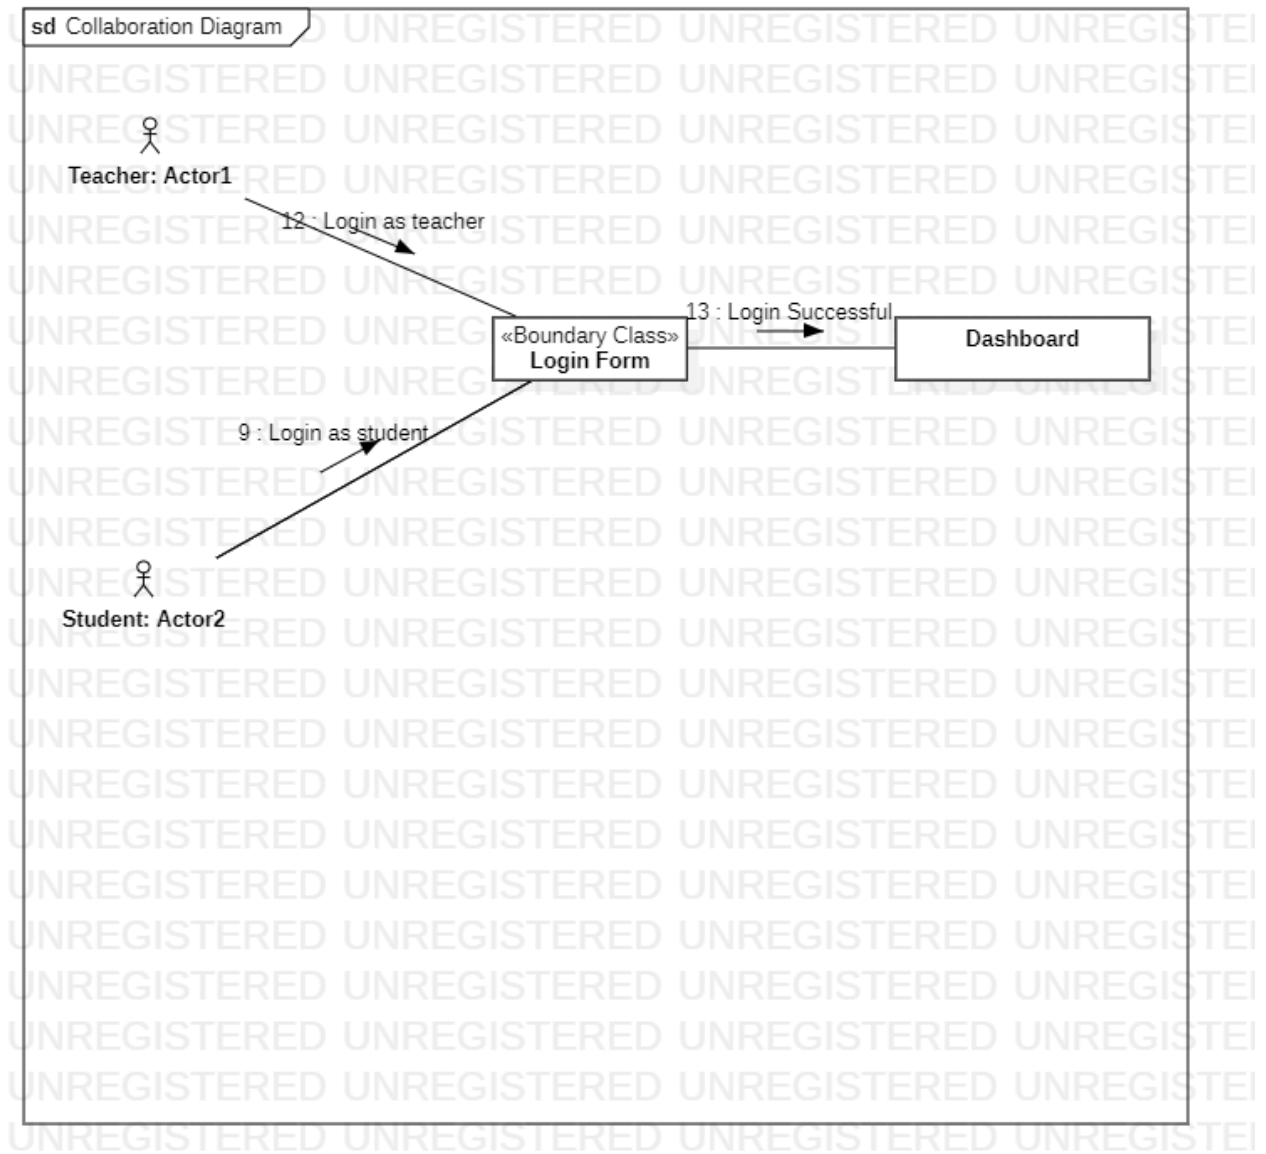 sd Collaboration Diagram
Teacher: Actor1
12 : Login as teacher
13 : Login Successful
«Boundary Class»
Login Form
Dashboard
9 : Login as student
Student: Actor2
UNREGISTERED UNREGISTERED UNREGISTERED UNREGISTE